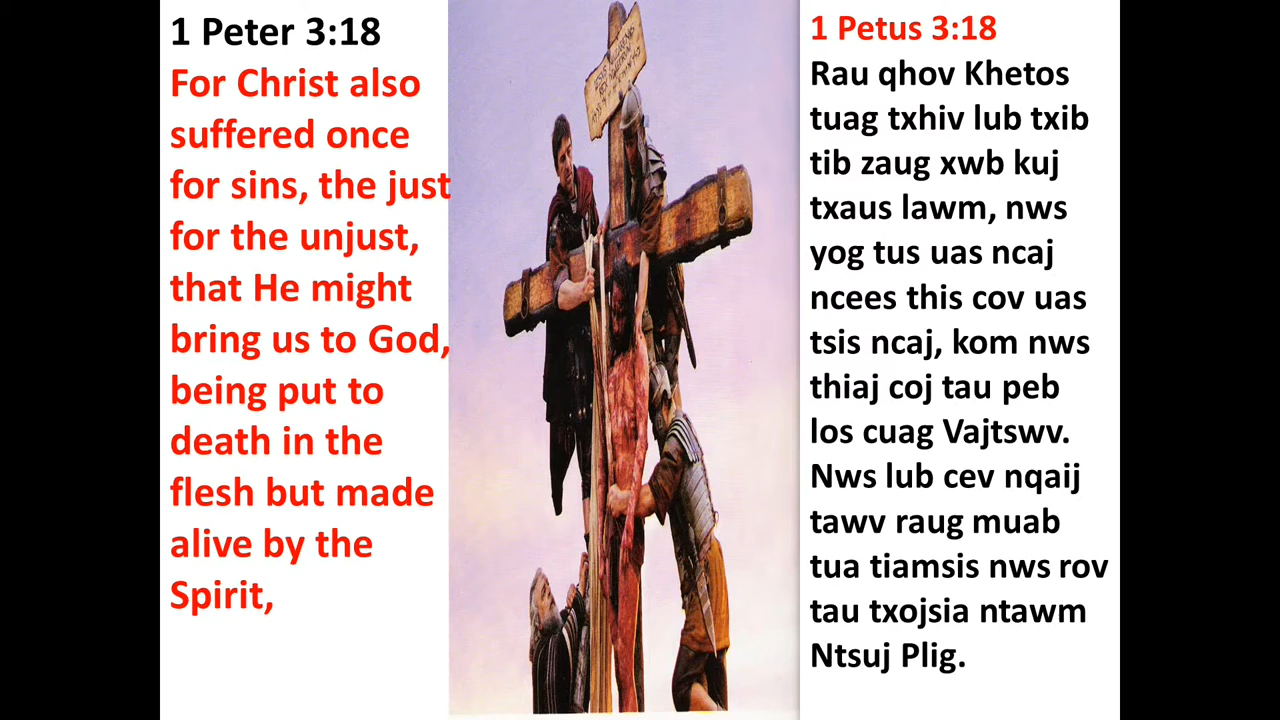 1 Peter 3:18
For Christ also
suffered once
for sins, the just
for the unjust,
that He might
bring us to God,
being put to
death in the
flesh but made
alive by the
Spirit,
1 Petus 3:18
Rau qhov Khetos
tuag txhiv lub txib
tib zaug xwb kuj
txaus lawm, nws
yog tus uas ncaj
ncees this cov uas
tsis ncaj, kom nws
thiaj coj tau peb
los cuag Vajtswv.
Nws lub cev nqaij
tawv raug muab
tua tiamsis nws rov
tau txojsia ntawm
Ntsuj Plig.